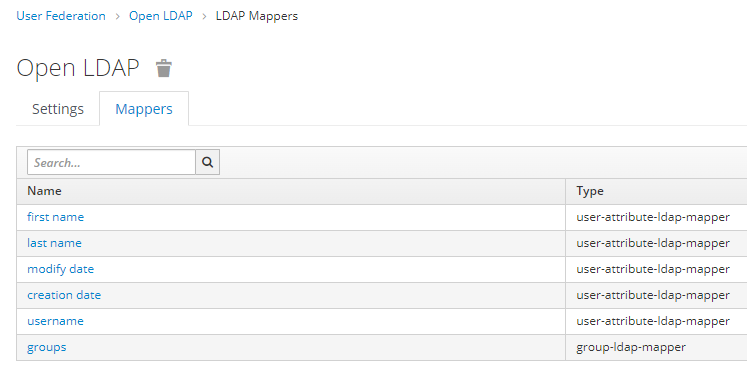 User Federation > Open LDAP > LDAP Mappers
Open LDAP
Settings Mappers
Search...
Name Type
first name user-attribute-ldap-mapper
last name user-attribute-ldap-mapper
modify date user-attribute-ldap-mapper
creation date user-attribute-ldap-mapper
username user-attribute-ldap-mapper
groups group-ldap-mapper